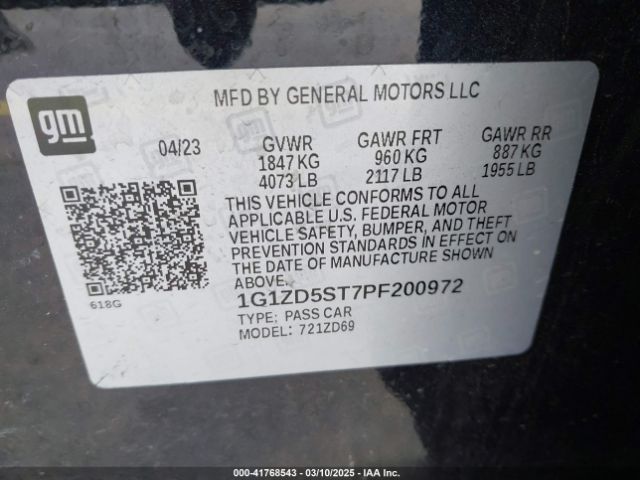 gm
MFD BY GENERAL MOTORS LLC
04/23 GVWR GAWR FRT GAWR RR
1847 KG 960 KG 887 KG
4073 LB 2117 LB 1955 LB
THIS VEHICLE CONFORMS TO ALL
APPLICABLE U.S. FEDERAL MOTOR
VEHICLE SAFETY, BUMPER, AND THEFT
PREVENTION STANDARDS IN EFFECT ON
THE DATE OF MANUFACTURE SHOWN
ABOVE.
618G
1G1ZD5ST7PF200972
TYPE: PASS CAR
MODEL: 721ZD69
000-41768543 — 03/10/2025 — IAA Inc.